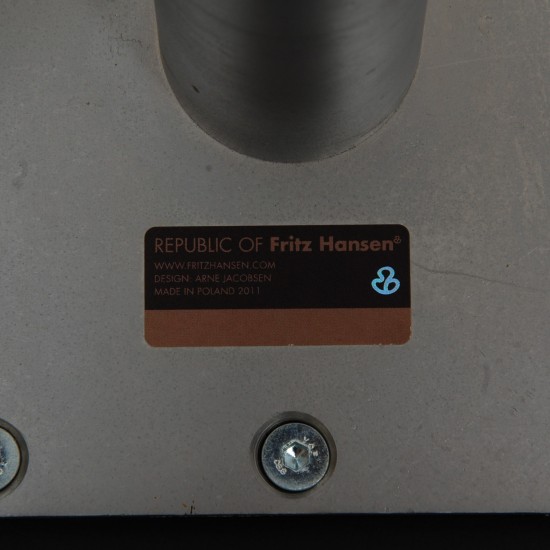 REPUBLIC OF Fritz Hansen®
WWW.FRITZHANSEN.COM
DESIGN: ARNE JACOBSEN
MADE IN POLAND 2011